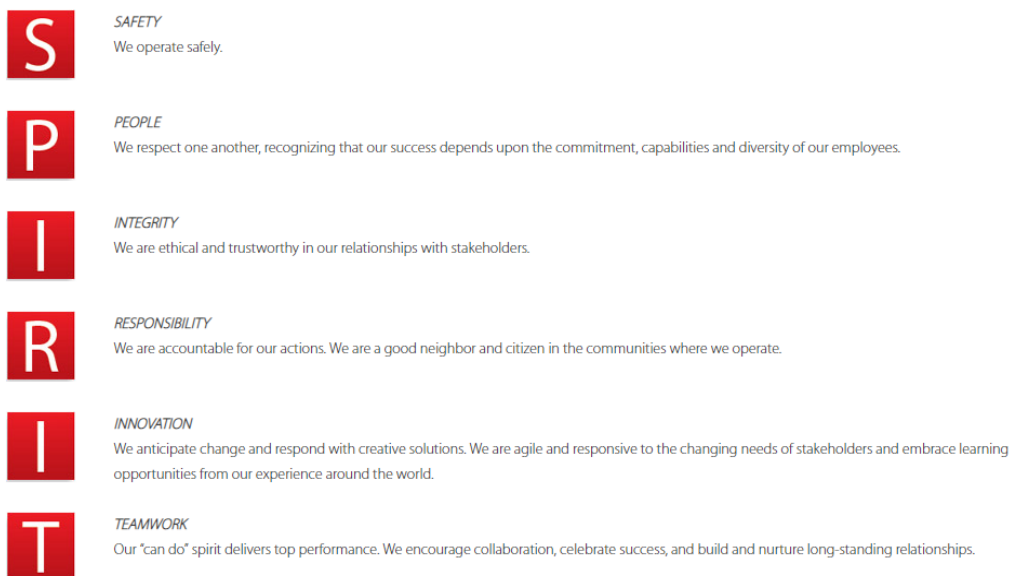 S
SAFETY
We operate safely.
P
PEOPLE
We respect one another, recognizing that our success depends upon the commitment, capabilities and diversity of our employees.
I
INTEGRITY
We are ethical and trustworthy in our relationships with stakeholders.
R
RESPONSIBILITY
We are accountable for our actions. We are a good neighbor and citizen in the communities where we operate.
I
INNOVATION
We anticipate change and respond with creative solutions. We are agile and responsive to the changing needs of stakeholders and embrace learning
opportunities from our experience around the world.
T
TEAMWORK
Our “can do” spirit delivers top performance. We encourage collaboration, celebrate success, and build and nurture long-standing relationships.